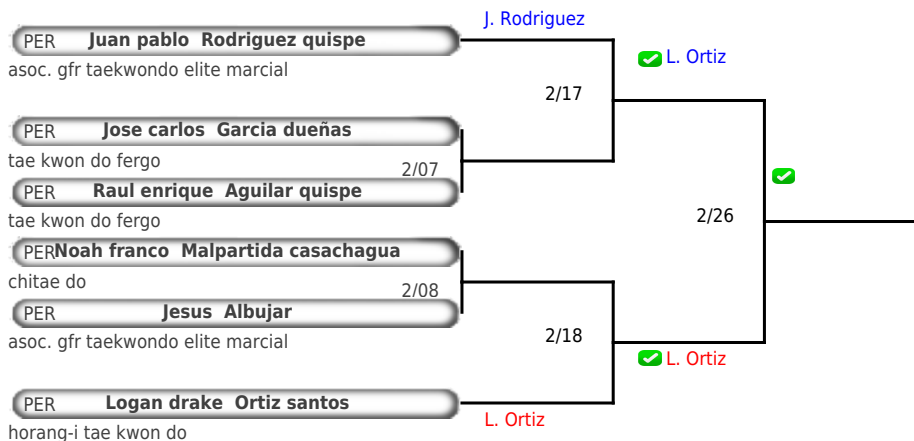 J. Rodriguez
PER Juan pablo Rodriguez quispe
asoc. gfr taekwondo elite marcial
L. Ortiz
2/17
PER Jose carlos Garcia dueñas
tae kwon do fergo
2/07
PER Raul enrique Aguilar quispe
tae kwon do fergo
2/26
PER Noah franco Malpartida casachagua
chitae do
2/08
PER Jesus Albujar
asoc. gfr taekwondo elite marcial
2/18
L. Ortiz
PER Logan drake Ortiz santos
L. Ortiz
horang-i tae kwon do